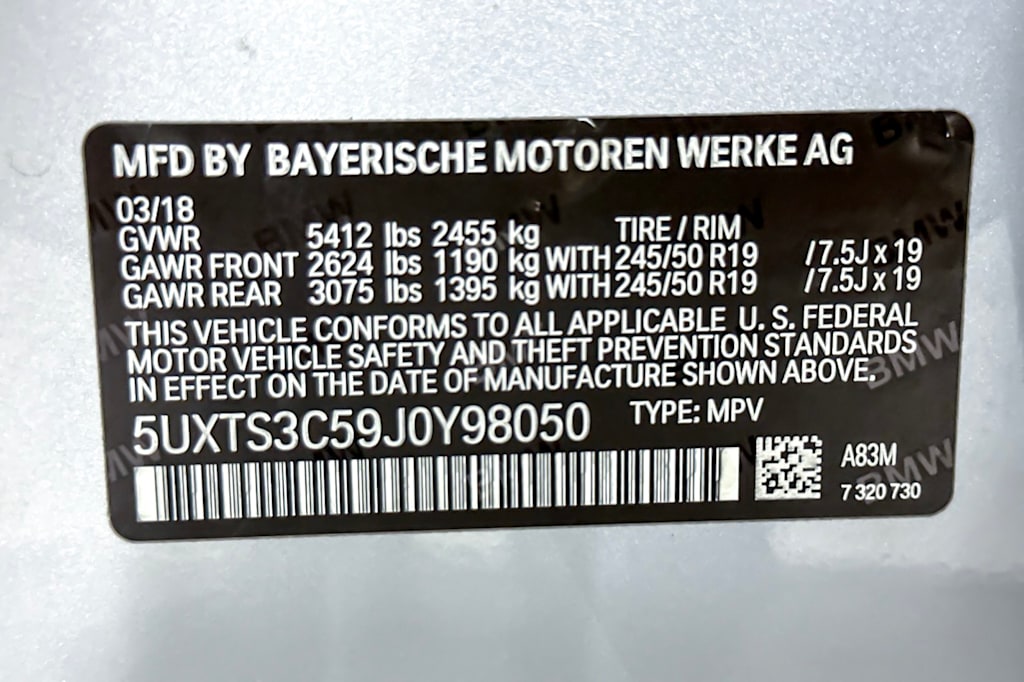 MFD BY BAYERISCHE MOTOREN WERKE AG
03/18
GVWR 5412 lbs 2455 kg TIRE / RIM
GAWR FRONT 2624 lbs 1190 kg WITH 245/50 R19 /7.5J x 19
GAWR REAR 3075 lbs 1395 kg WITH 245/50 R19 /7.5J x 19
THIS VEHICLE CONFORMS TO ALL APPLICABLE U. S. FEDERAL
MOTOR VEHICLE SAFETY AND THEFT PREVENTION STANDARDS
IN EFFECT ON THE DATE OF MANUFACTURE SHOWN ABOVE.
5UXTS3C59J0Y98050 TYPE: MPV
A83M
7 320 730
BMW
BMW
BMW